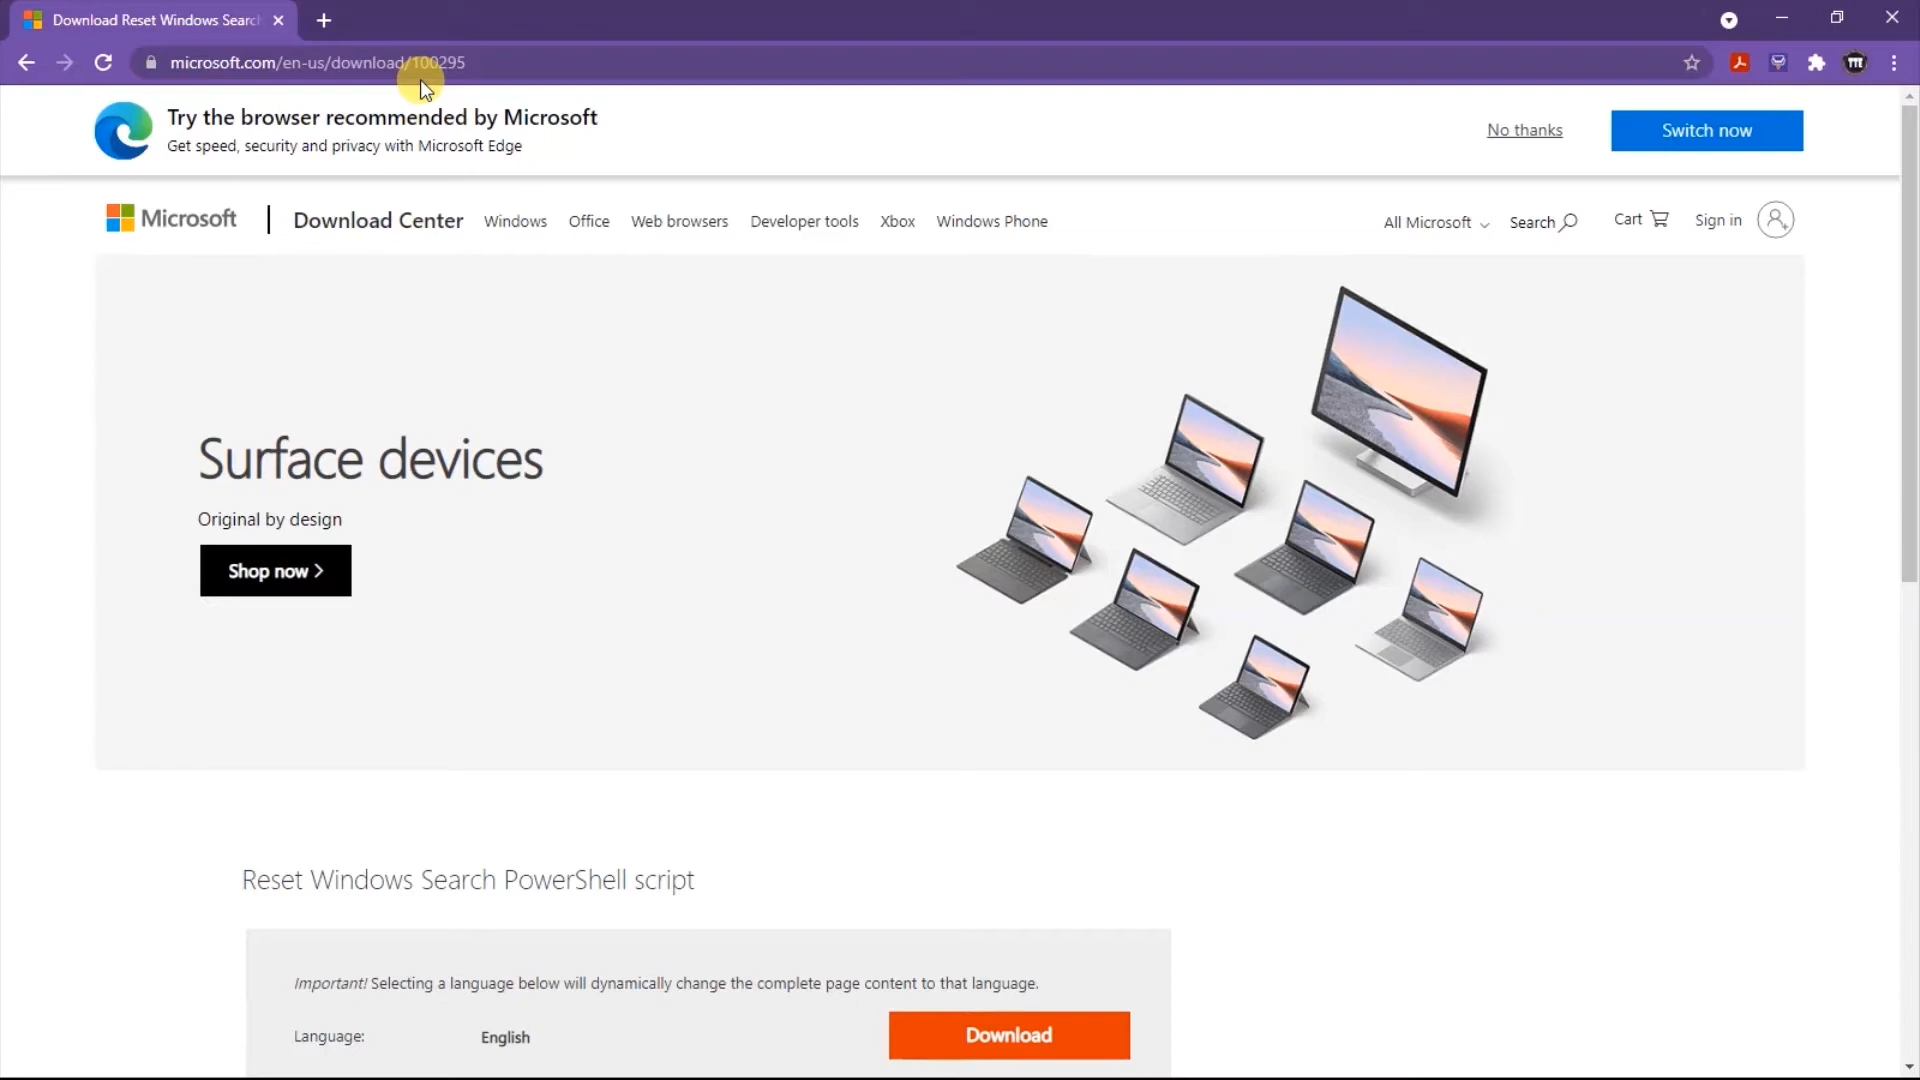 Download Reset Windows Searc
microsoft.com/en-us/download/100295
Try the browser recommended by Microsoft
Get speed, security and privacy with Microsoft Edge
No thanks
Switch now
Microsoft
Download Center
Windows
Office
Web browsers
Developer tools
Xbox
Windows Phone
All Microsoft
Search
Cart
Sign in
Surface devices
Original by design
Shop now >
Reset Windows Search PowerShell script
Important! Selecting a language below will dynamically change the complete page content to that language.
Language:
English
Download